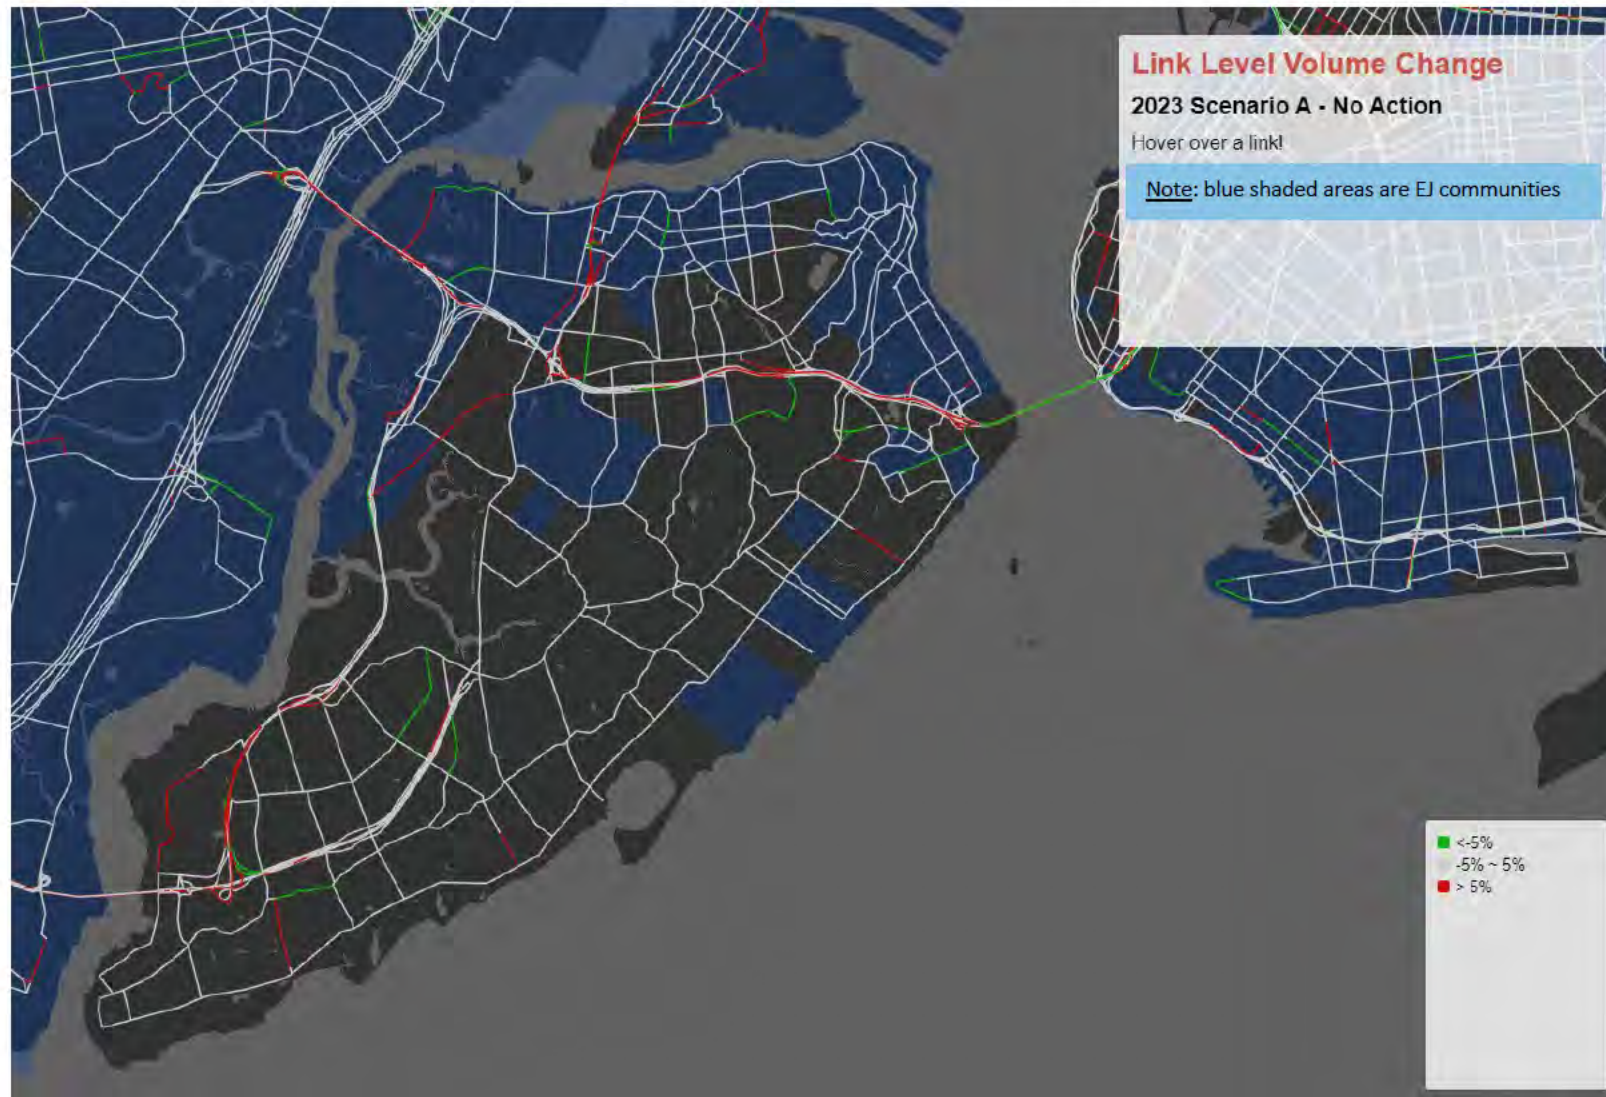 Link Level Volume Change
2023 Scenario A - No Action
Hover over a link!
Note: blue shaded areas are EJ communities
<-5%
-5% ~ 5%
> 5%